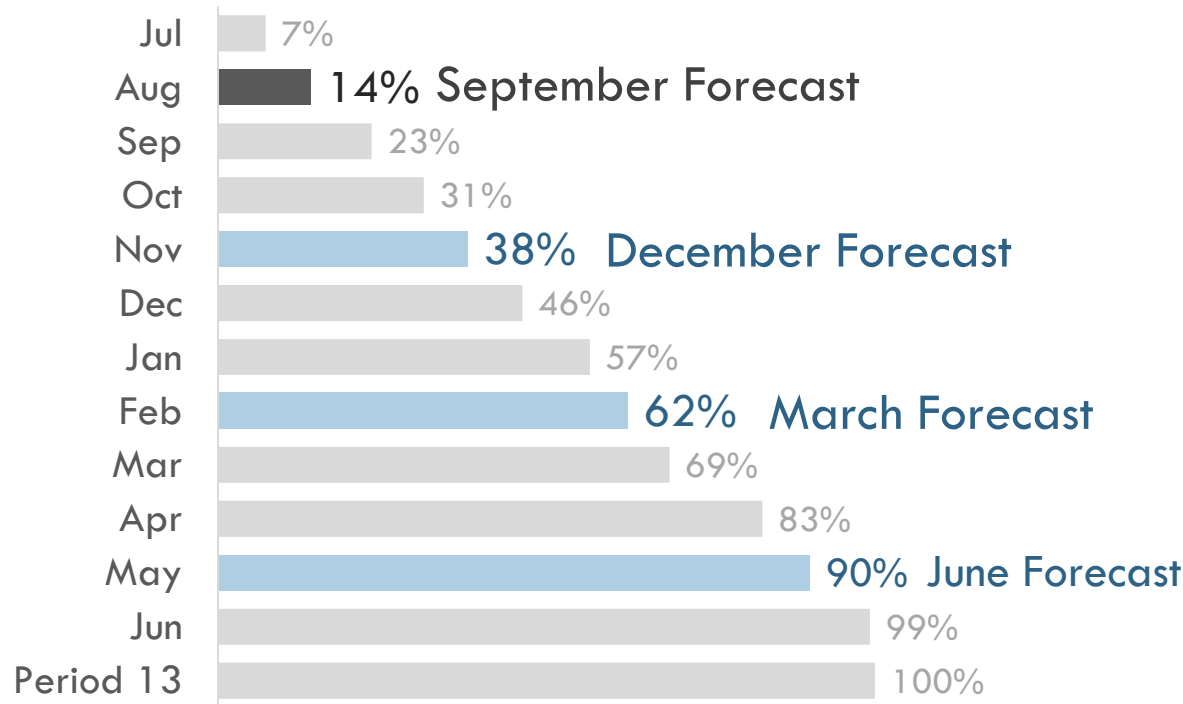 Jul 7%
Aug 14% September Forecast
Sep 23%
Oct 31%
Nov 38% December Forecast
Dec 46%
Jan 57%
Feb 62% March Forecast
Mar 69%
Apr 83%
May 90% June Forecast
Jun 99%
Period 13 100%